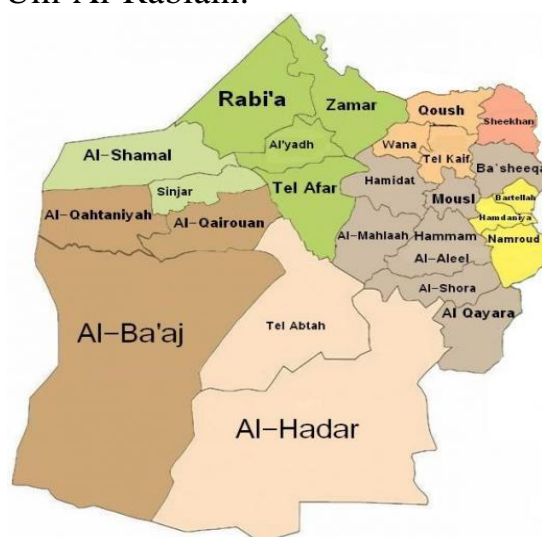 Rabi'a
Zamar
Qoush
Sheekhan
Al-Shamal
Al'yadh
Wana
Tel Kaif
Ba'sheeqa
Sinjar
Tel Afar
Hamidat
Mousl
Bartellah
Al-Qahtaniyah
Al-Qairouan
Hamdaniya
Al-Mahlaah
Hammam
Namroud
Al-Aleel
Al-Shora
Al Qayara
Al-Ba'aj
Tel Abtah
Al-Hadar